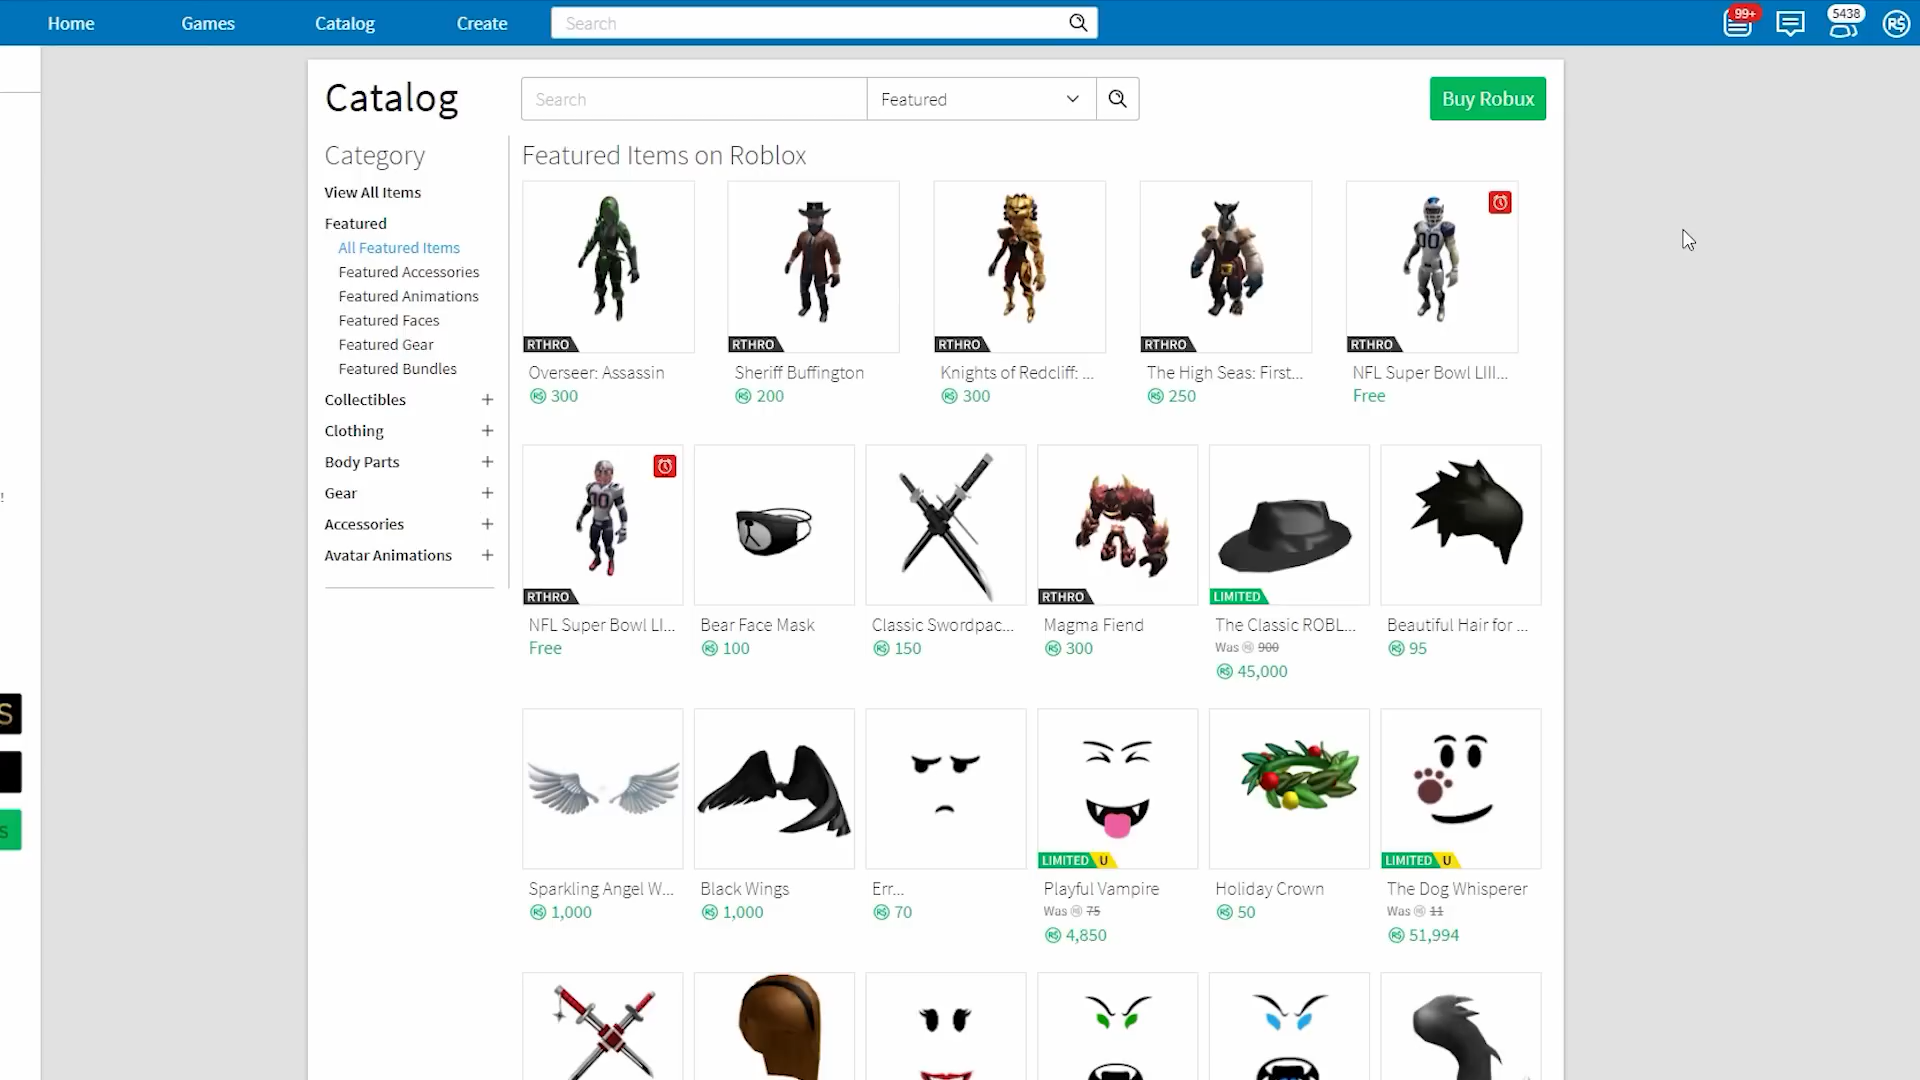 Home Games Catalog Create Search 99+ 5438 R$
Catalog Search Featured Buy Robux
Category
View All Items
Featured
All Featured Items
Featured Accessories
Featured Animations
Featured Faces
Featured Gear
Featured Bundles
Collectibles +
Clothing +
Body Parts +
Gear +
Accessories +
Avatar Animations +
Featured Items on Roblox
RTHRO RTHRO RTHRO RTHRO 00 RTHRO
Overseer: Assassin Sheriff Buffington Knights of Redcliff: ... The High Seas: First... NFL Super Bowl LIII...
R$ 300 R$ 200 R$ 300 R$ 250 Free
00 RTHRO RTHRO LIMITED
NFL Super Bowl LI... Bear Face Mask Classic Swordpac... Magma Fiend The Classic ROBL... Beautiful Hair for ...
Free R$ 100 R$ 150 R$ 300 Was R$ 900 R$ 95
R$ 45,000
LIMITED U LIMITED U
Sparkling Angel W... Black Wings Err... Playful Vampire Holiday Crown The Dog Whisperer
R$ 1,000 R$ 1,000 R$ 70 Was R$ 75 R$ 50 Was R$ 11
R$ 4,850 R$ 51,994
!
S
S